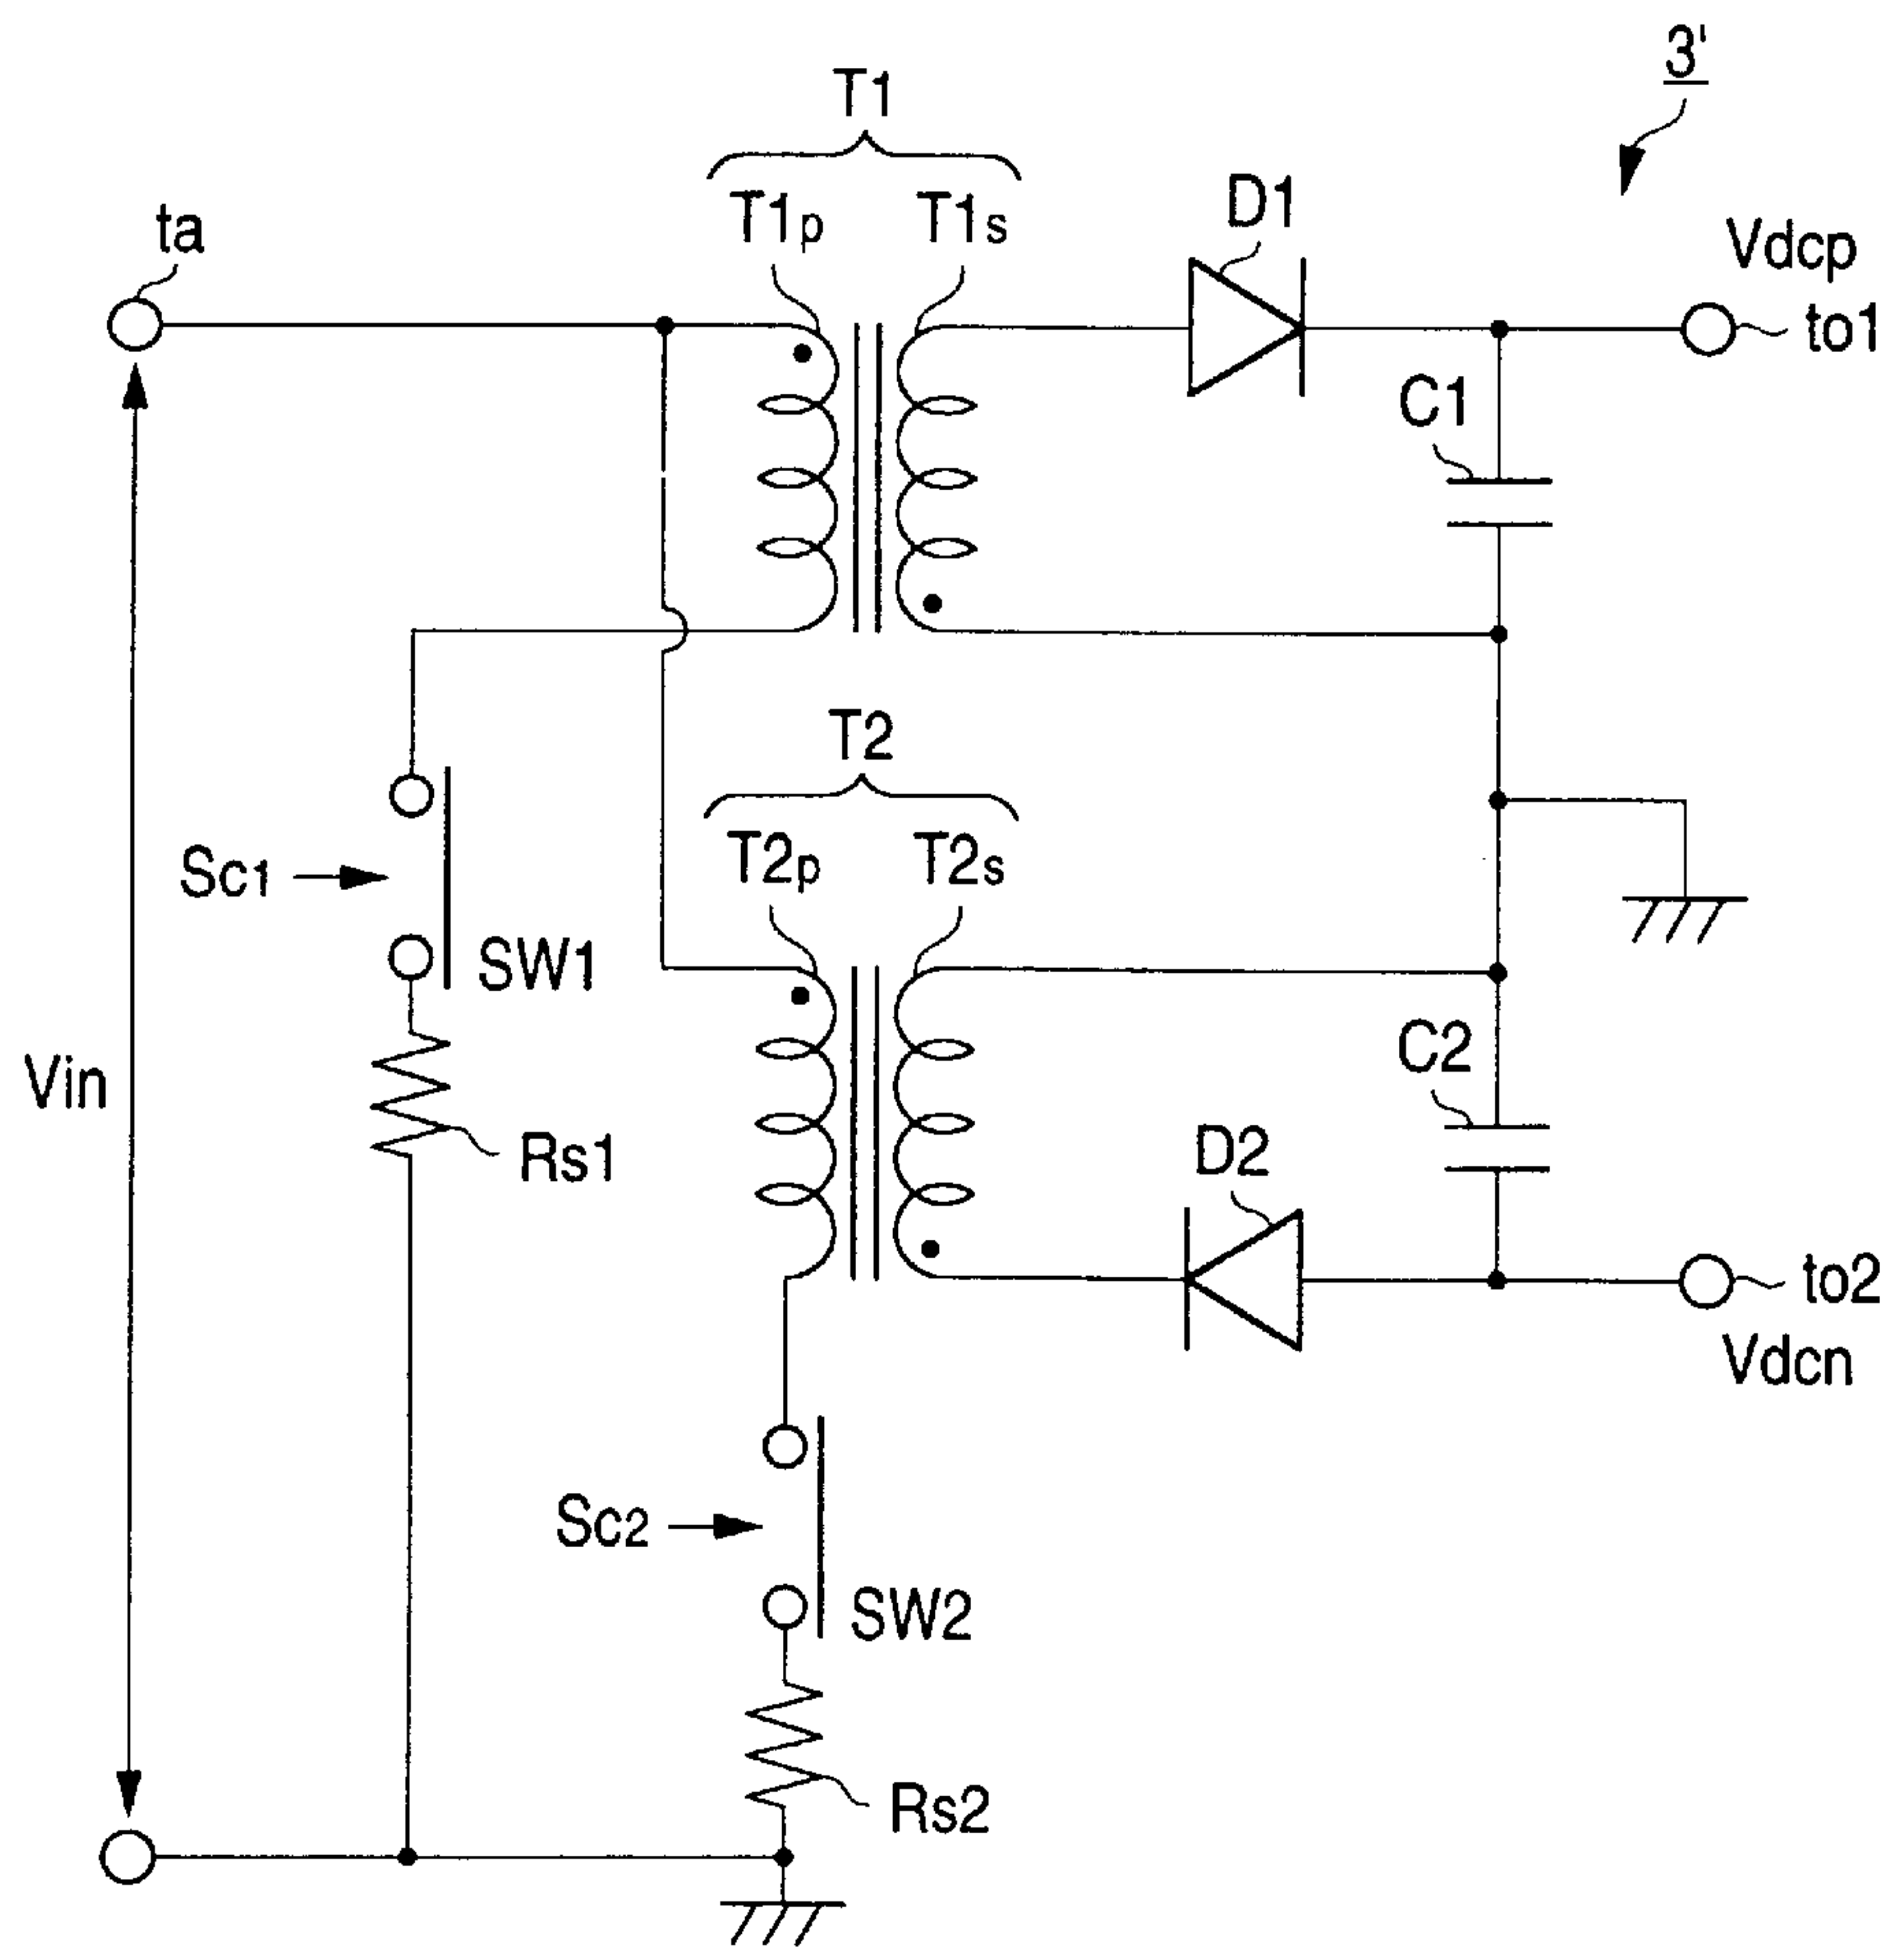 3'
T1
T1p
T1s
D1
ta
Vdcp
to1
C1
T2
Sc1
T2p
T2s
SW1
C2
Vin
Rs1
D2
to2
Vdcn
Sc2
SW2
Rs2